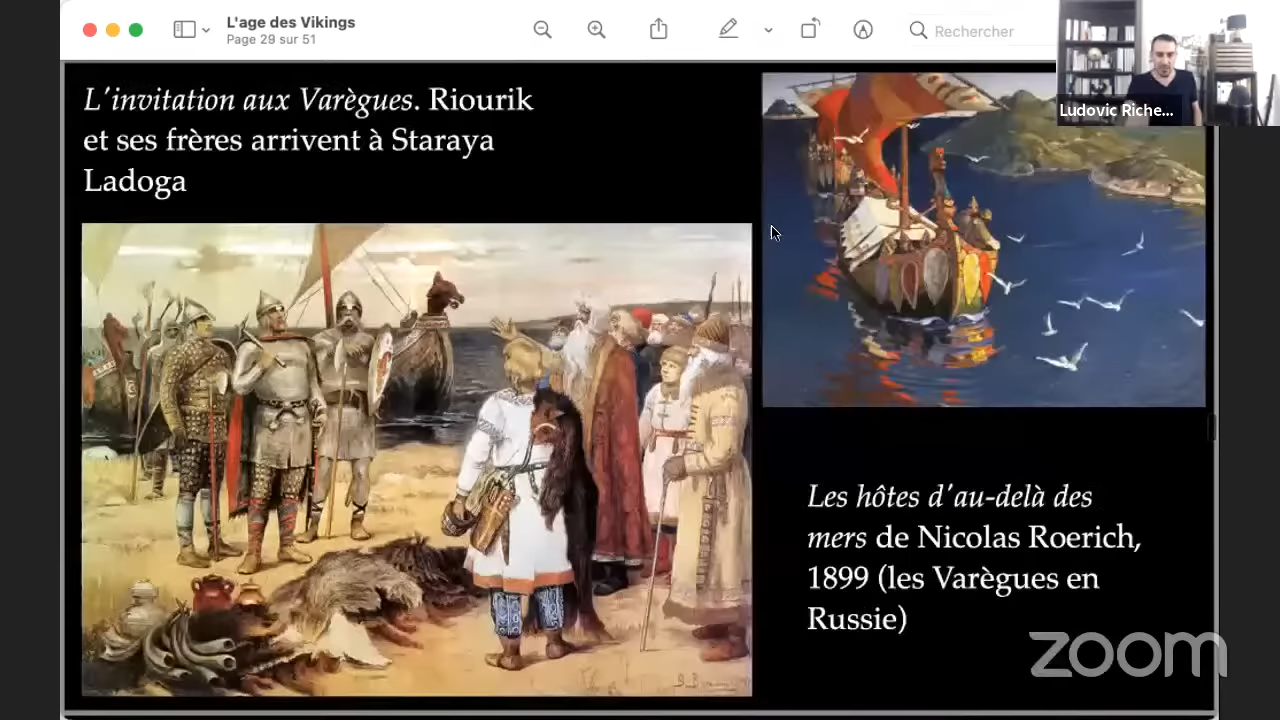 L'age des Vikings
Page 29 sur 51
Rechercher
Ludovic Riche...
L'invitation aux Varègues. Riourik
et ses frères arrivent à Staraya
Ladoga
Les hôtes d'au-delà des
mers de Nicolas Roerich,
1899 (les Varègues en
Russie)
zoom